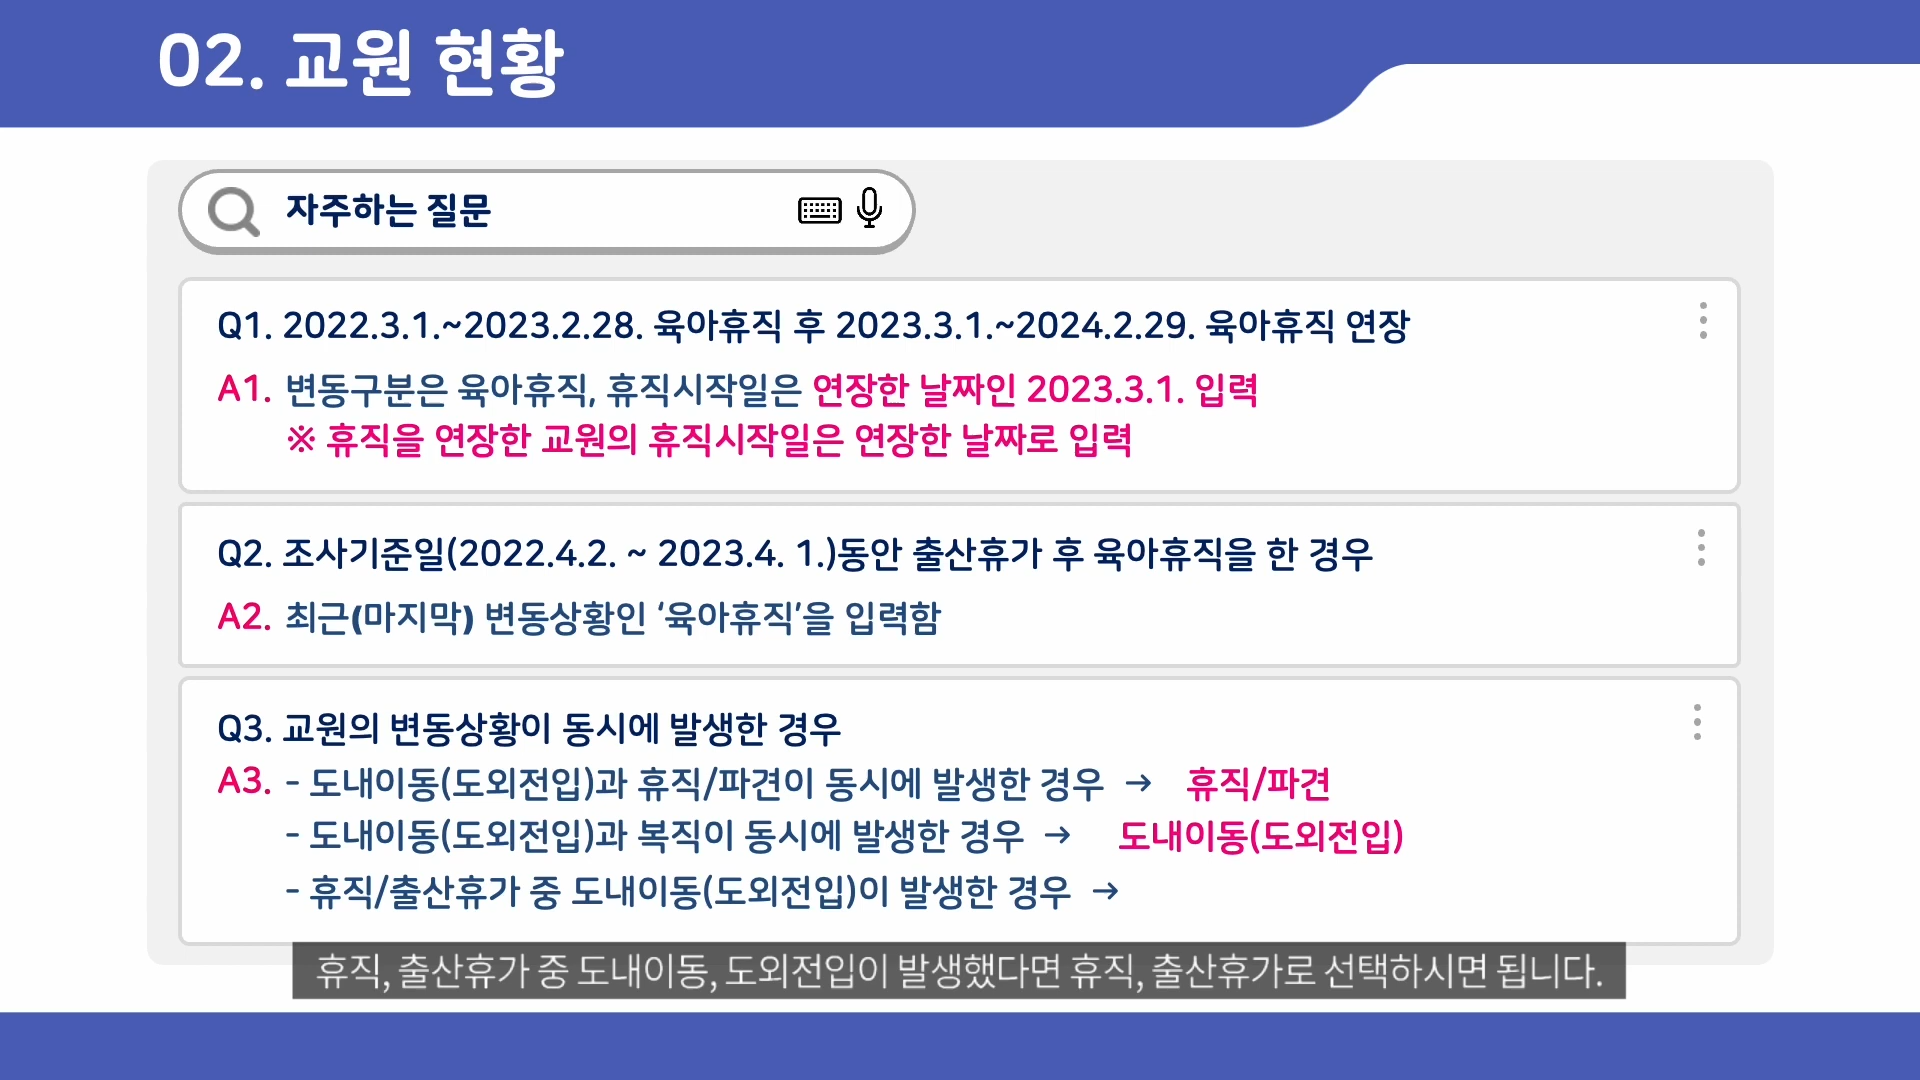 02. 교원 현황
자주하는 질문
Q1. 2022.3.1.~2023.2.28. 육아휴직 후 2023.3.1.~2024.2.29. 육아휴직 연장
A1. 변동구분은 육아휴직, 휴직시작일은 연장한 날짜인 2023.3.1. 입력
※ 휴직을 연장한 교원의 휴직시작일은 연장한 날짜로 입력
Q2. 조사기준일(2022.4.2. ~ 2023.4. 1.)동안 출산휴가 후 육아휴직을 한 경우
A2. 최근(마지막) 변동상황인 ‘육아휴직’을 입력함
Q3. 교원의 변동상황이 동시에 발생한 경우
A3. - 도내이동(도외전입)과 휴직/파견이 동시에 발생한 경우 → 휴직/파견
- 도내이동(도외전입)과 복직이 동시에 발생한 경우 → 도내이동(도외전입)
- 휴직/출산휴가 중 도내이동(도외전입)이 발생한 경우 →
휴직, 출산휴가 중 도내이동, 도외전입이 발생했다면 휴직, 출산휴가로 선택하시면 됩니다.